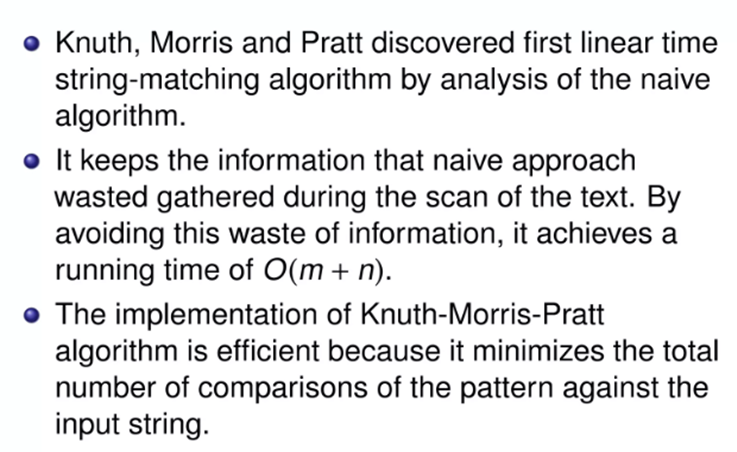 Knuth, Morris and Pratt discovered first linear time
string-matching algorithm by analysis of the naive
algorithm.
It keeps the information that naive approach
wasted gathered during the scan of the text. By
avoiding this waste of information, it achieves a
running time of O(m + n).
The implementation of Knuth-Morris-Pratt
algorithm is efficient because it minimizes the total
number of comparisons of the pattern against the
input string.